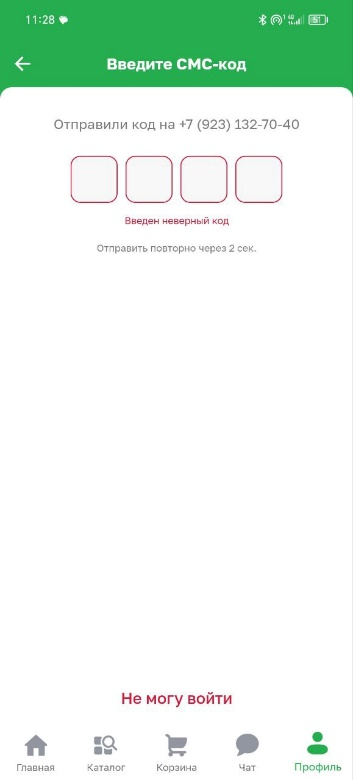 11:28
Введите СМС-код
Отправили код на +7 (923) 132-70-40
Введен неверный код
Отправить повторно через 2 сек.
Не могу войти
Главная Каталог Корзина Чат Профиль